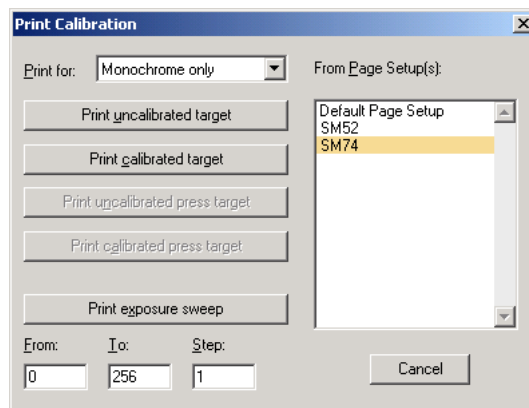 Print Calibration
Print for:
Monochrome only
From Page Setup(s):
Print uncalibrated target
Print calibrated target
Print uncalibrated press target
Print calibrated press target
Print exposure sweep
Default Page Setup
SM52
SM74
From:
To:
Step:
0
256
1
Cancel